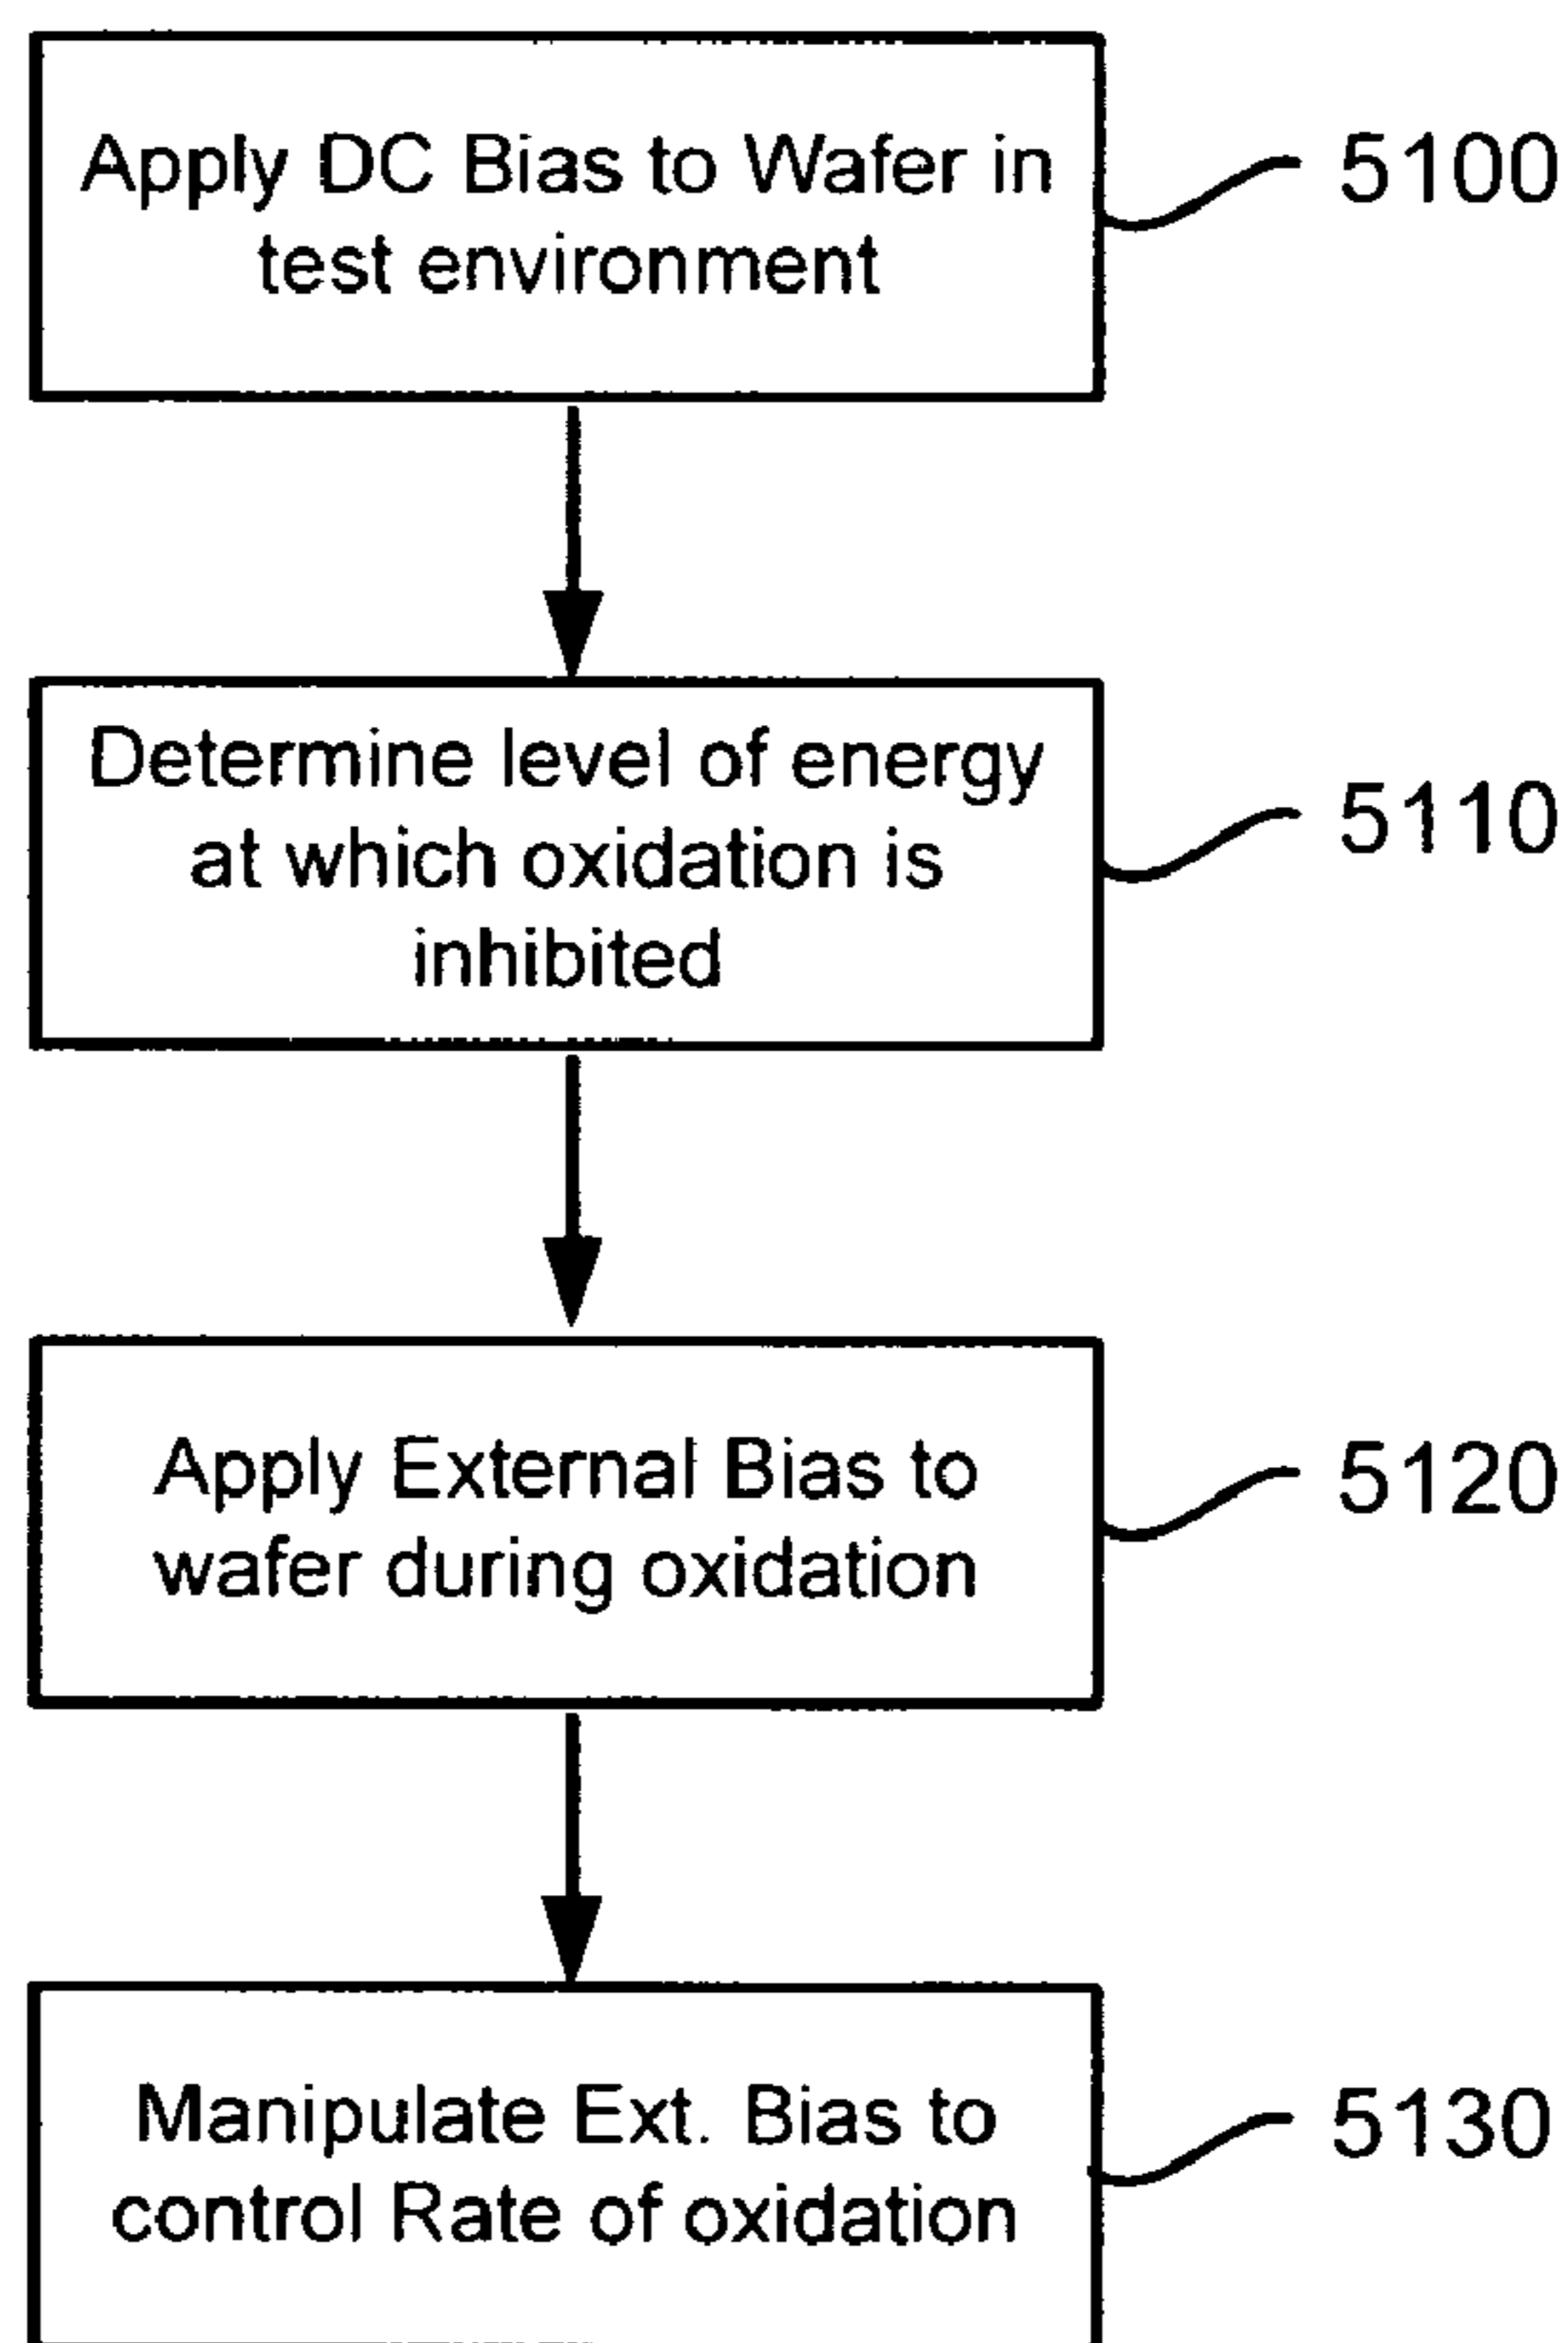 Apply DC Bias to Wafer in
test environment
5100
Determine level of energy
at which oxidation is
inhibited
5110
Apply External Bias to
wafer during oxidation
5120
Manipulate Ext. Bias to
control Rate of oxidation
5130